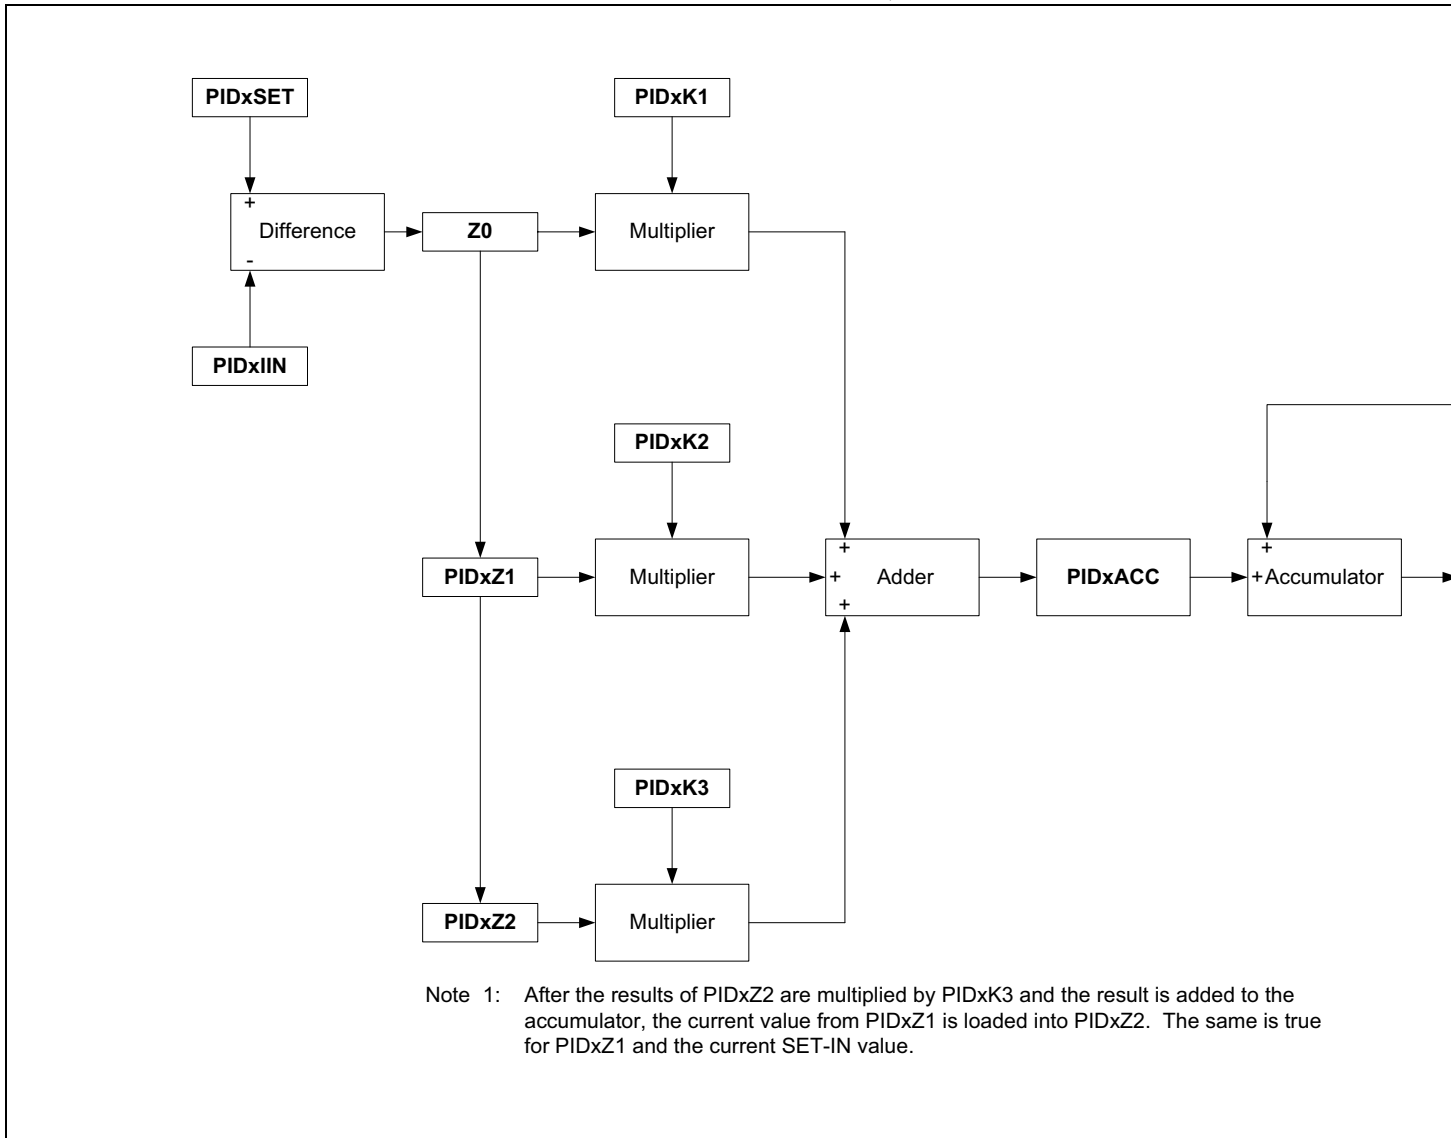 PIDxSET
PIDxK1
+
Difference
-
Z0
Multiplier
PIDxIIN
PIDxK2
PIDxZ1
Multiplier
+
+
+
Adder
PIDxACC
+
+
Accumulator
PIDxK3
PIDxZ2
Multiplier
Note 1: After the results of PIDxZ2 are multiplied by PIDxK3 and the result is added to the
accumulator, the current value from PIDxZ1 is loaded into PIDxZ2. The same is true
for PIDxZ1 and the current SET-IN value.